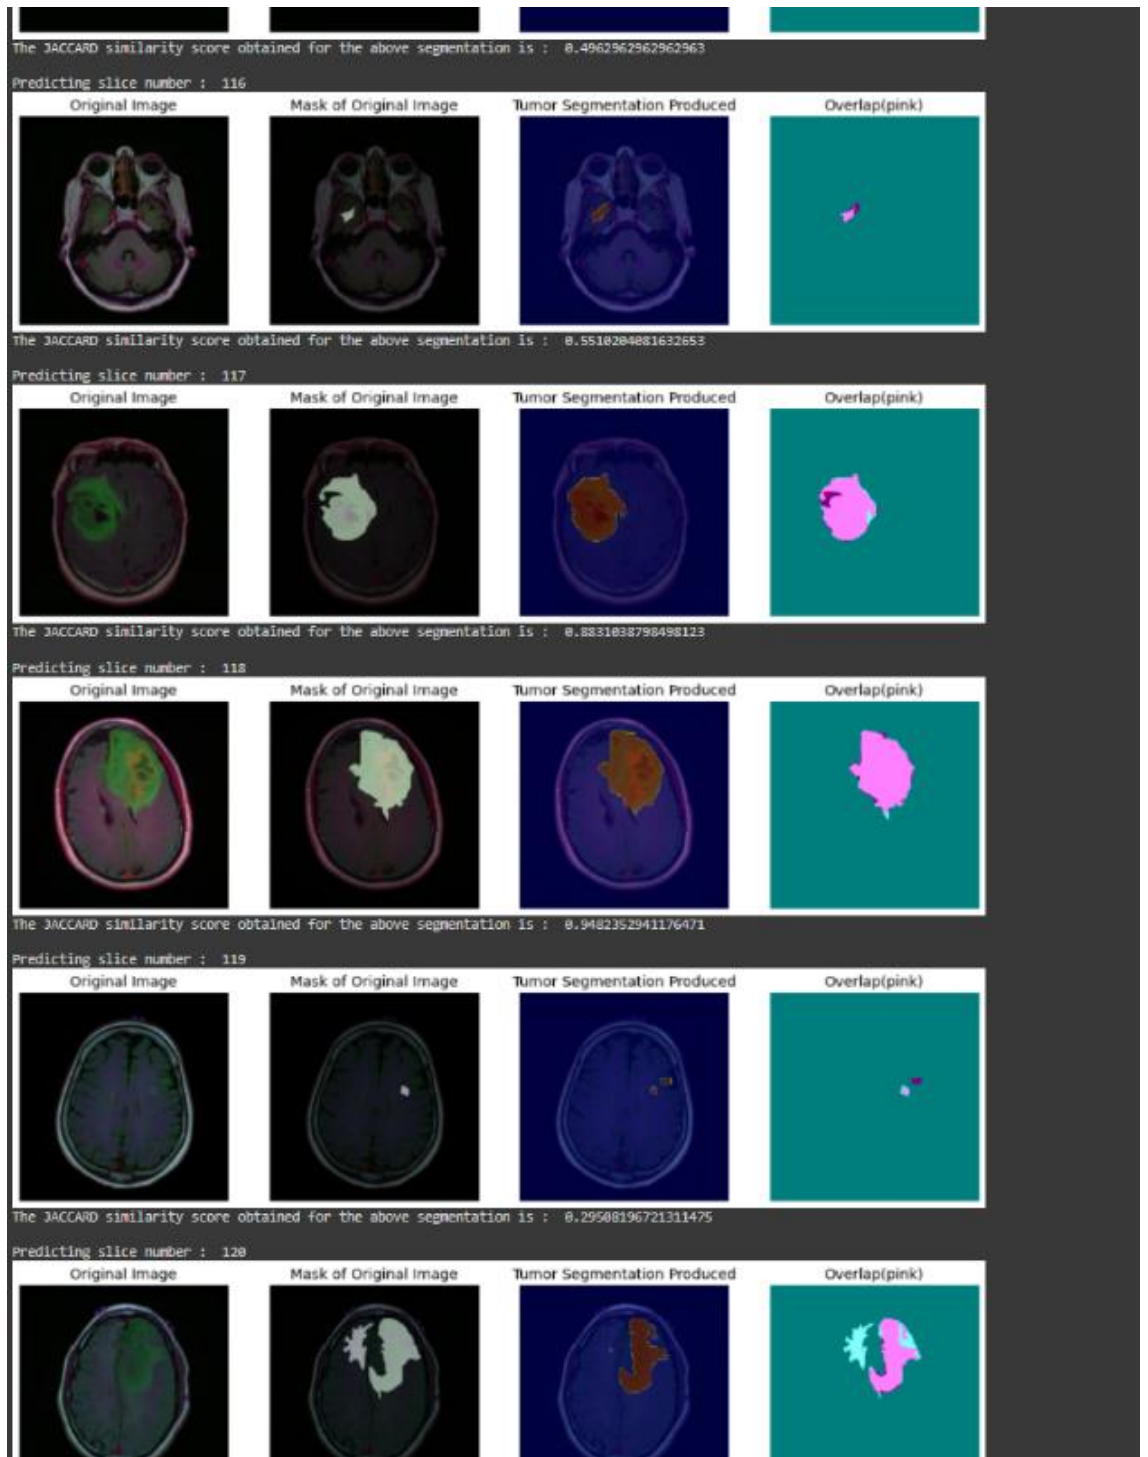 The JACCARD similarity score obtained for the above segmentation is :  0.4962962962962963
Predicting slice number :  116
Original Image Mask of Original Image Tumor Segmentation Produced Overlap(pink)
The JACCARD similarity score obtained for the above segmentation is :  0.5510204081632653
Predicting slice number :  117
Original Image Mask of Original Image Tumor Segmentation Produced Overlap(pink)
The JACCARD similarity score obtained for the above segmentation is :  0.8831038798498123
Predicting slice number :  118
Original Image Mask of Original Image Tumor Segmentation Produced Overlap(pink)
The JACCARD similarity score obtained for the above segmentation is :  0.9482352941176471
Predicting slice number :  119
Original Image Mask of Original Image Tumor Segmentation Produced Overlap(pink)
The JACCARD similarity score obtained for the above segmentation is :  0.29508196721311475
Predicting slice number :  120
Original Image Mask of Original Image Tumor Segmentation Produced Overlap(pink)